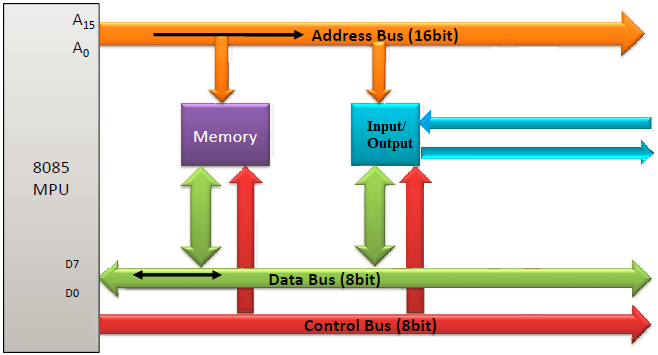 A15
Address Bus (16bit)
A0
Memory
Input/
Output
8085
MPU
D7
Data Bus (8bit)
D0
Control Bus (8bit)